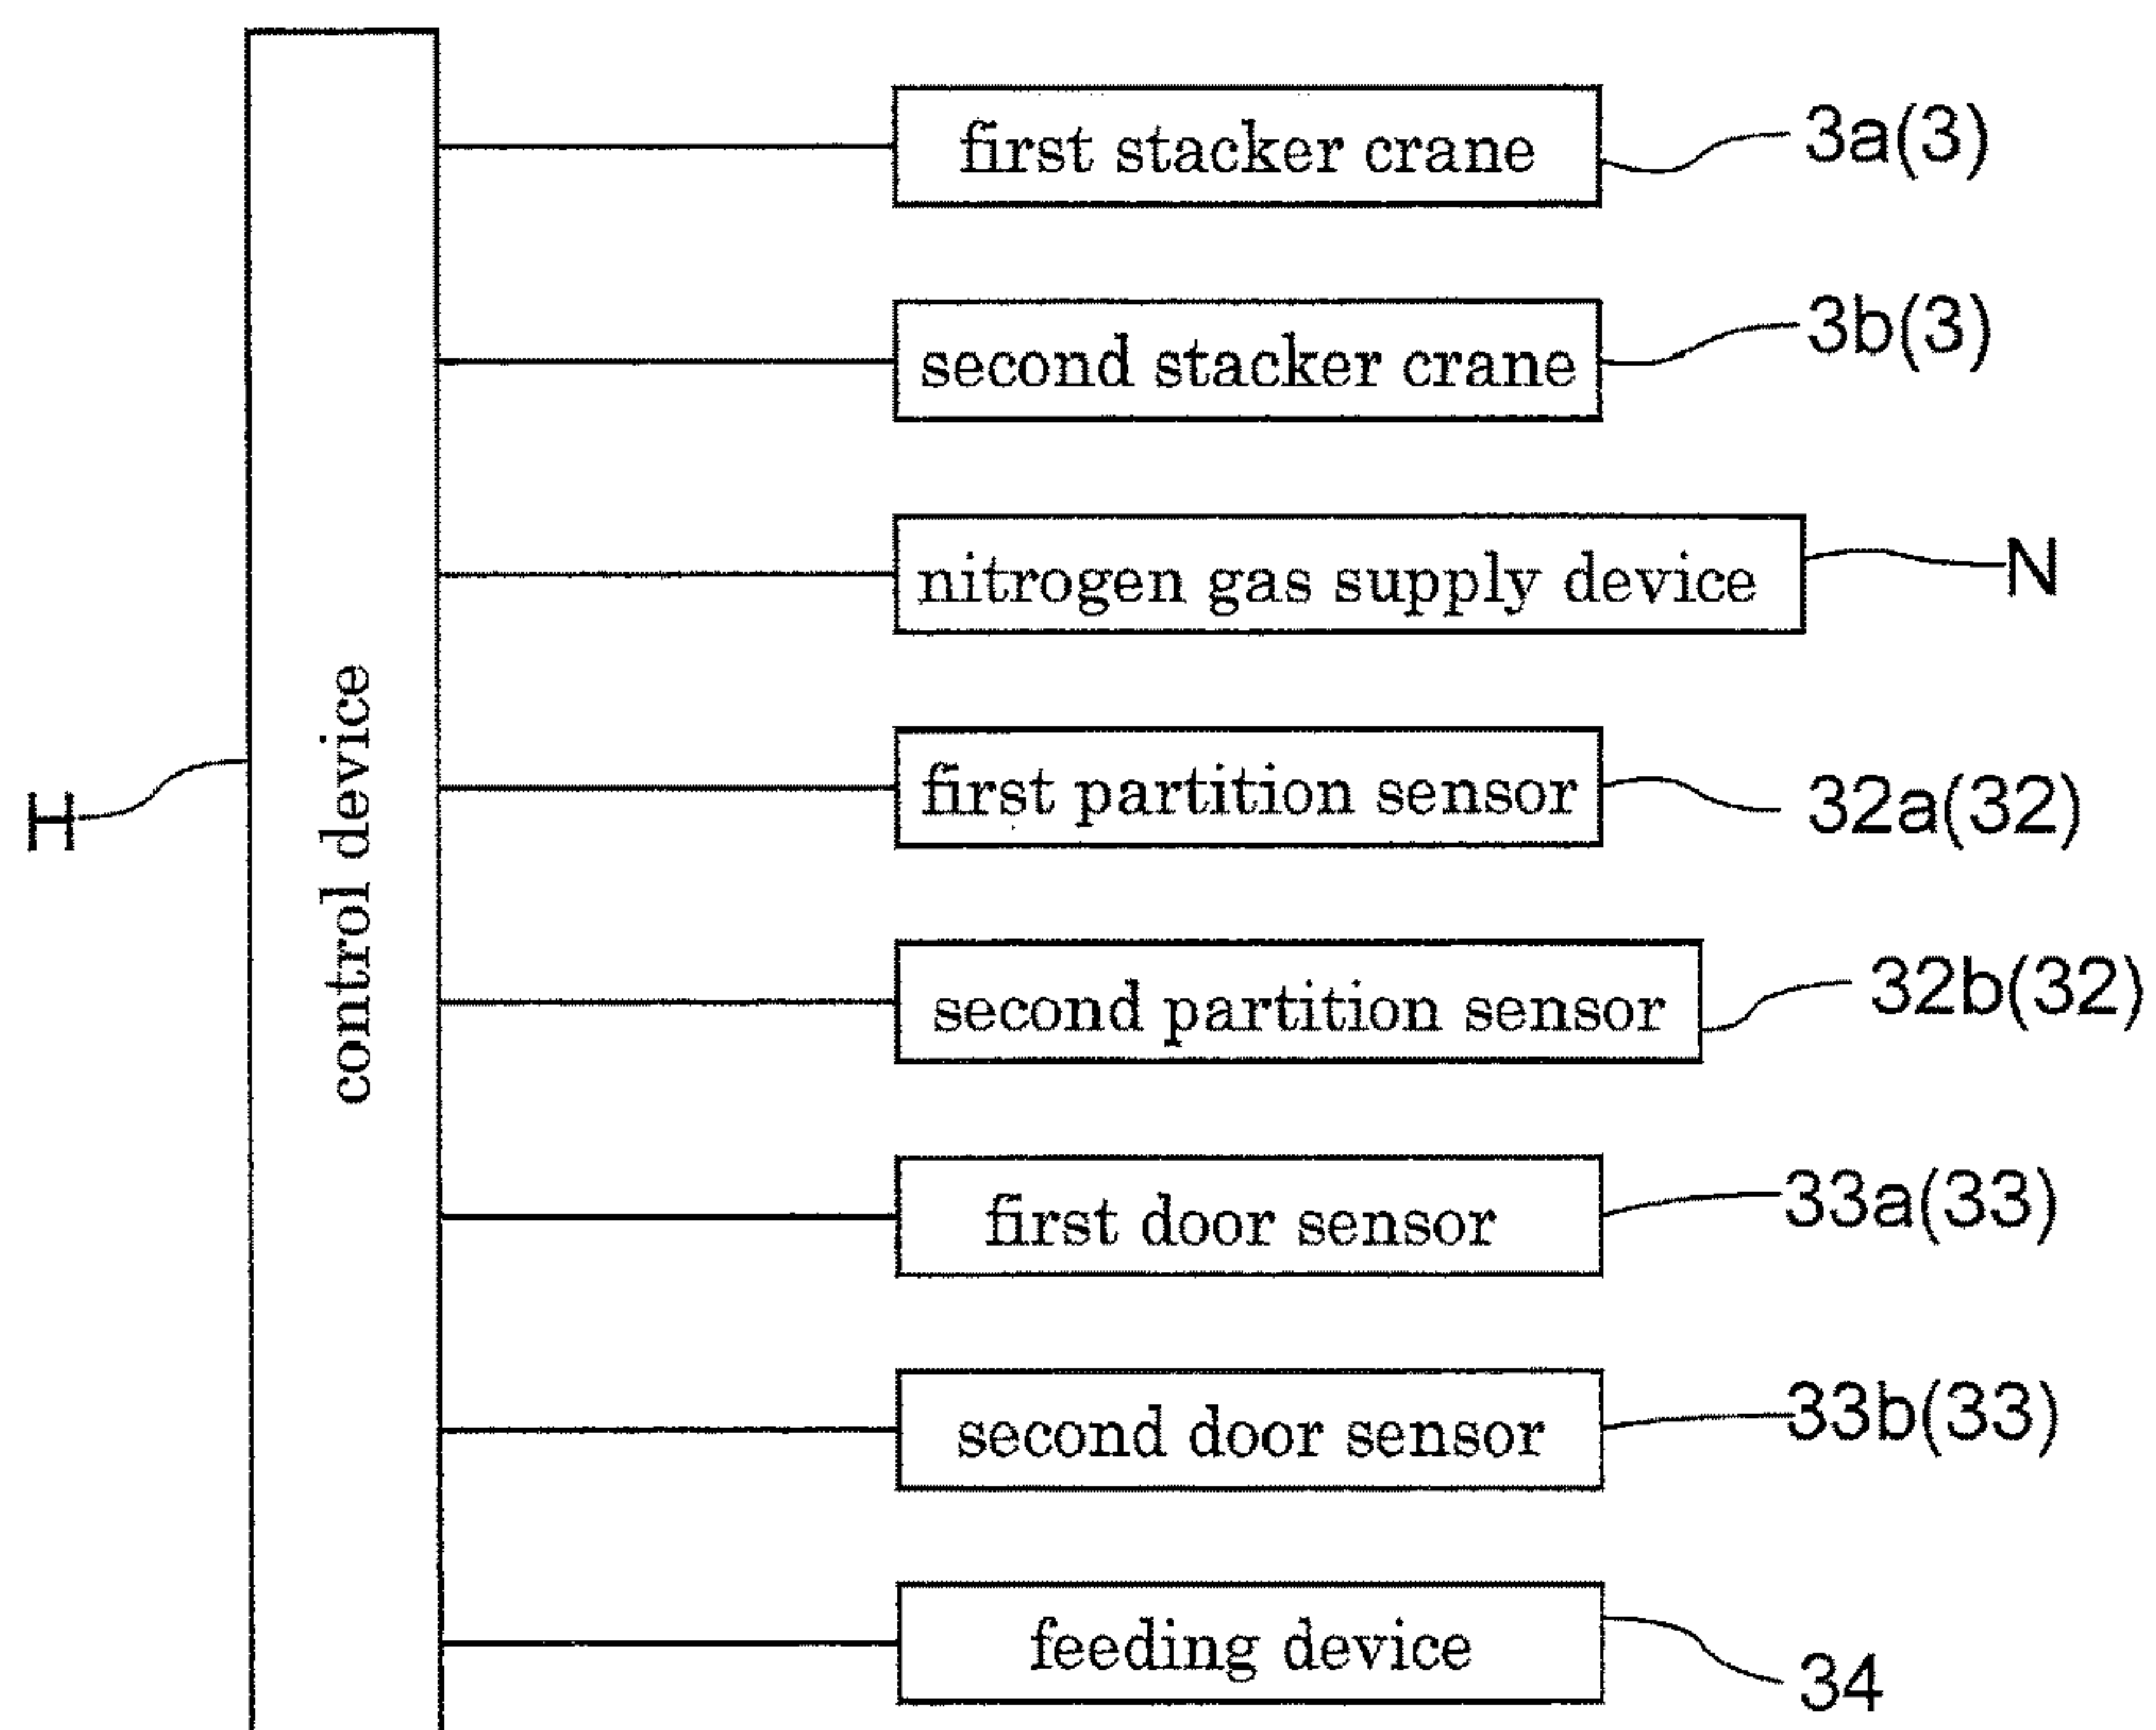 first stacker crane 3a(3)
second stacker crane 3b(3)
nitrogen gas supply device N
H control device
first partition sensor 32a(32)
second partition sensor 32b(32)
first door sensor 33a(33)
second door sensor 33b(33)
feeding device 34